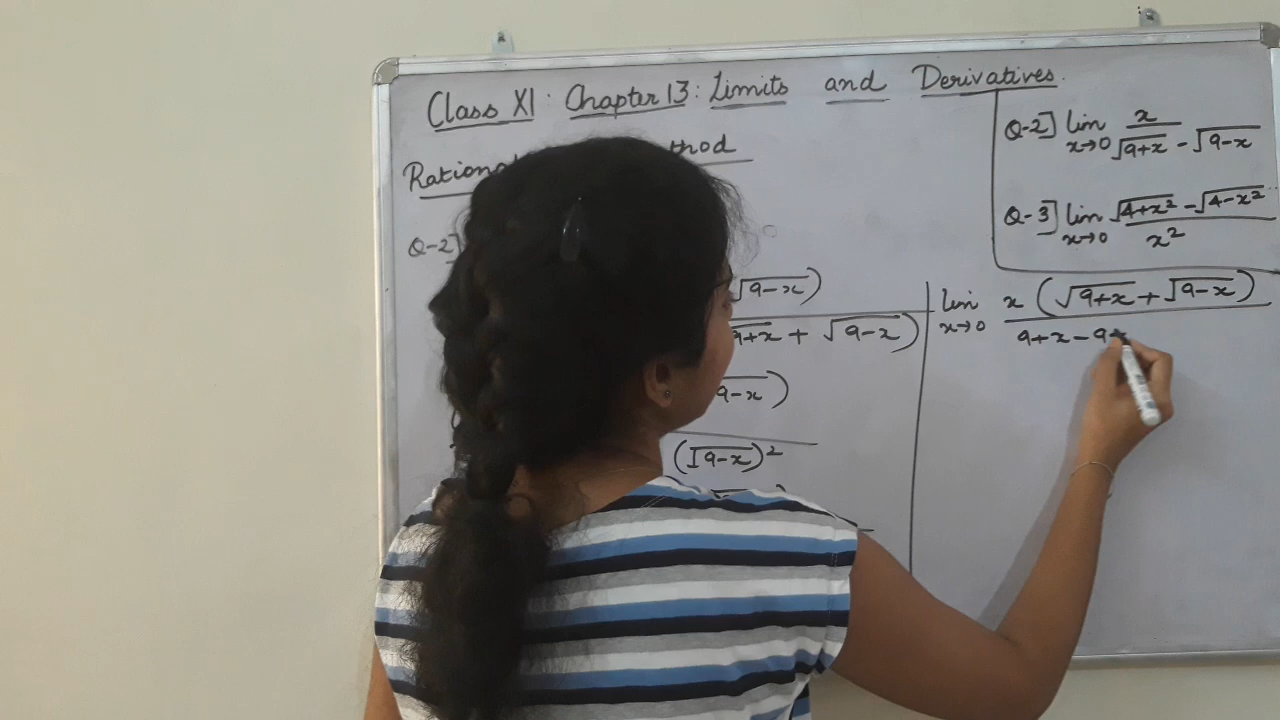 Class XI : Chapter 13 : Limits and Derivatives.
thod
Q-2]
√9-x)
9+x + √9-x)
9-x)
(√9-x)²
Q-2] lim x→0 x / √9+x - √9-x
Q-3] lim x→0 √4+x² - √4-x² / x²
lim x→0 x (√9+x + √9-x)
9+x-9+